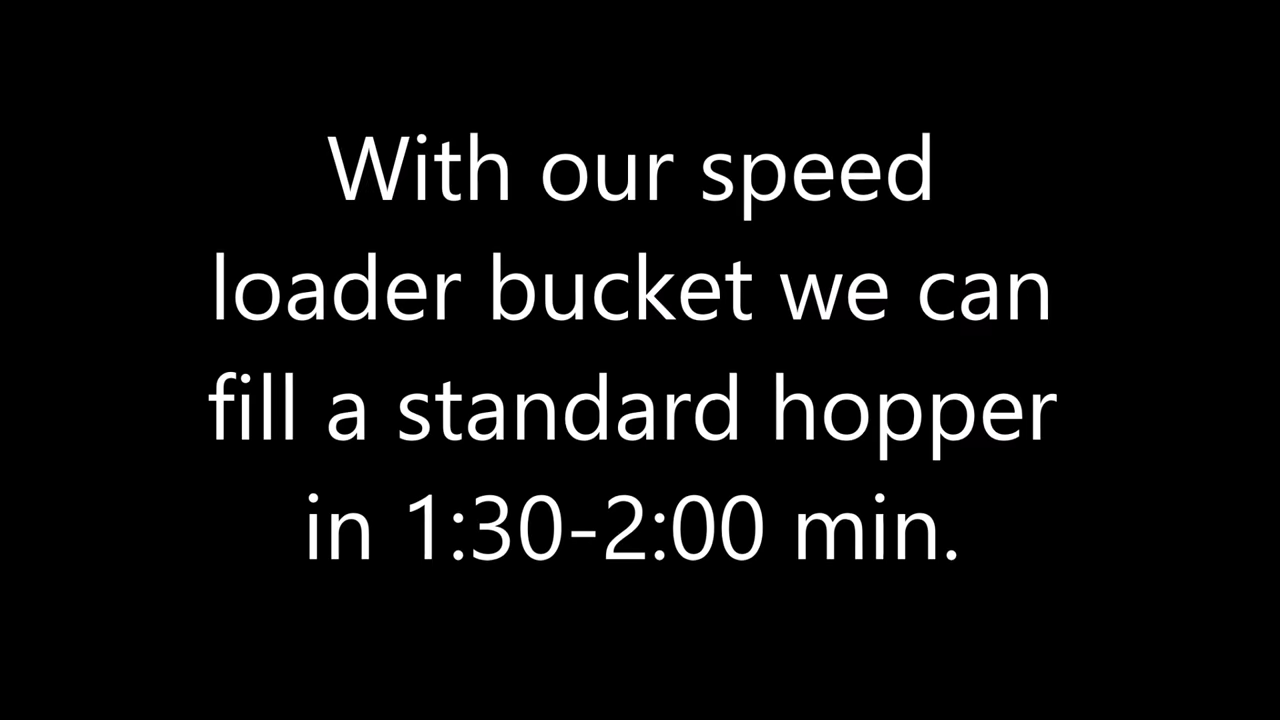 With our speed
loader bucket we can
fill a standard hopper
in 1:30-2:00 min.